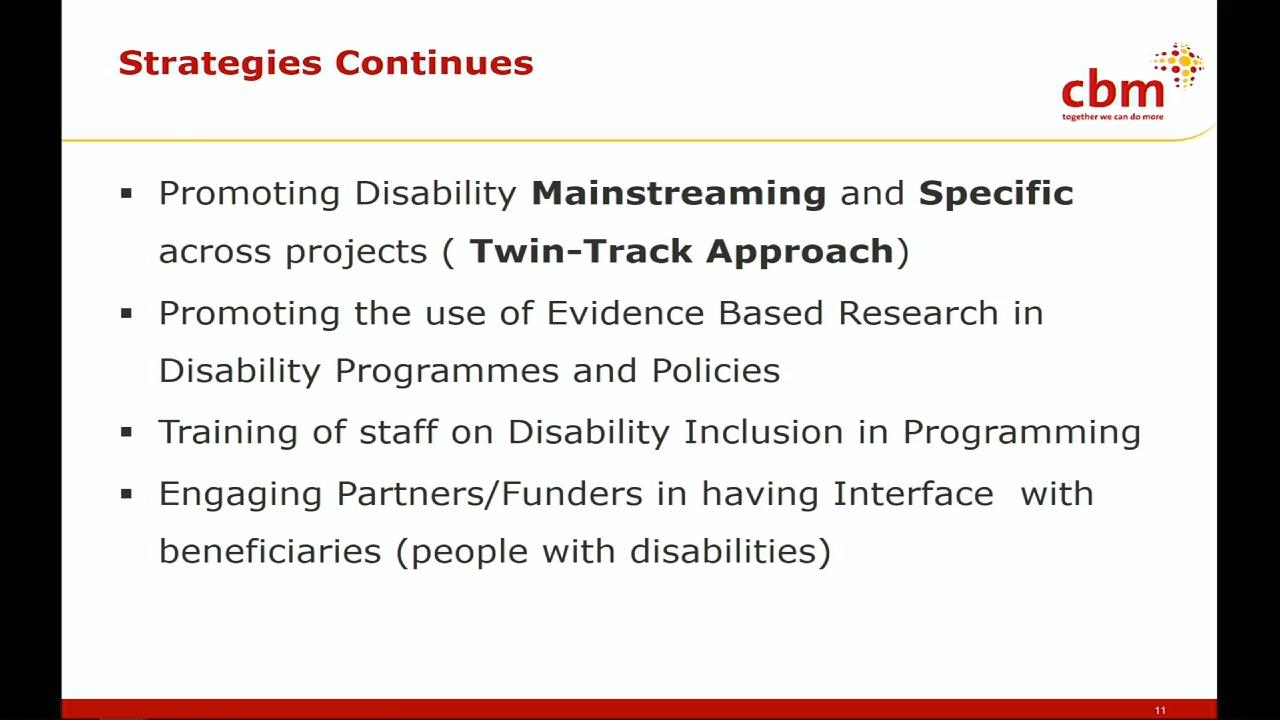 Strategies Continues
cbm
together we can do more
▪ Promoting Disability Mainstreaming and Specific
across projects ( Twin-Track Approach)
▪ Promoting the use of Evidence Based Research in
Disability Programmes and Policies
▪ Training of staff on Disability Inclusion in Programming
▪ Engaging Partners/Funders in having Interface  with
beneficiaries (people with disabilities)
11